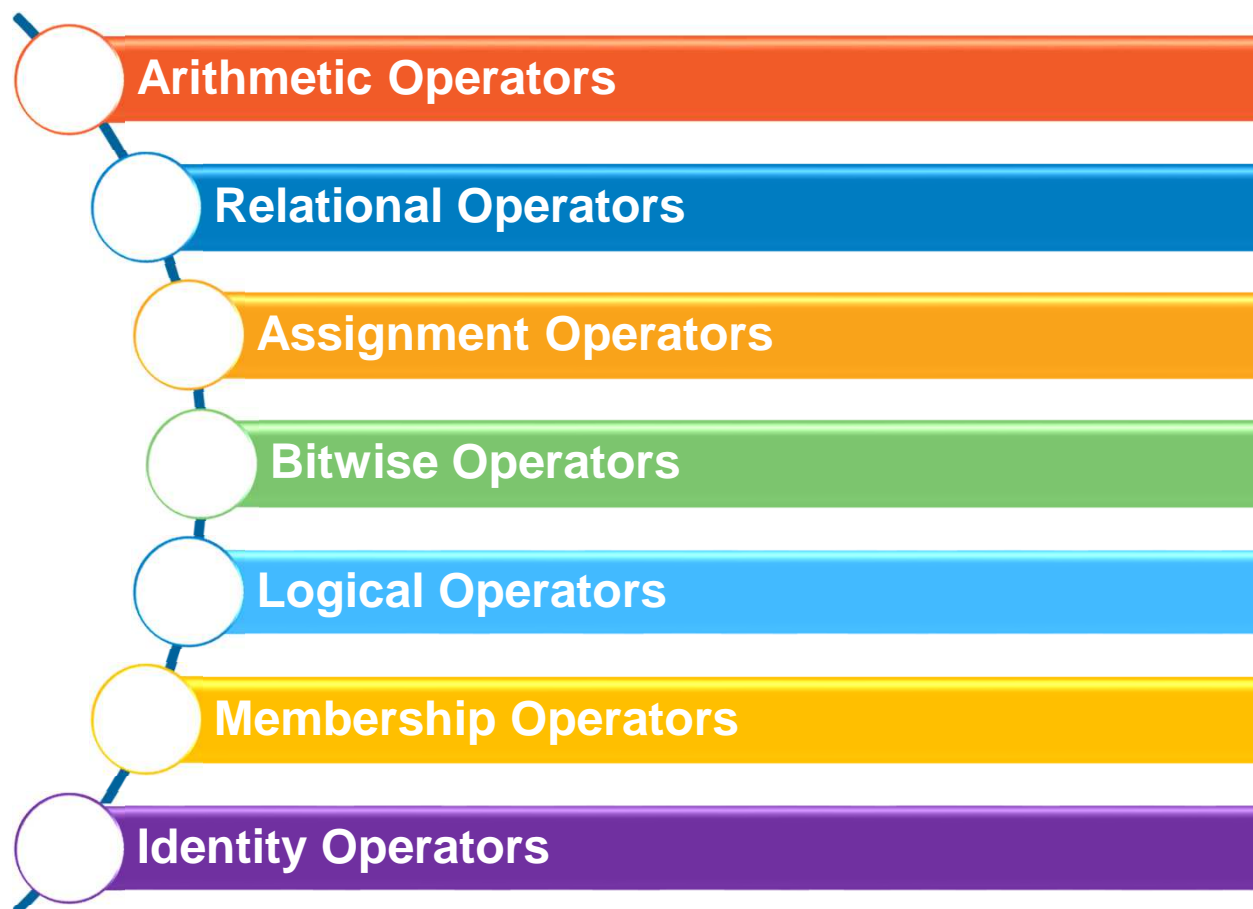 Arithmetic Operators
Relational Operators
Assignment Operators
Bitwise Operators
Logical Operators
Membership Operators
Identity Operators